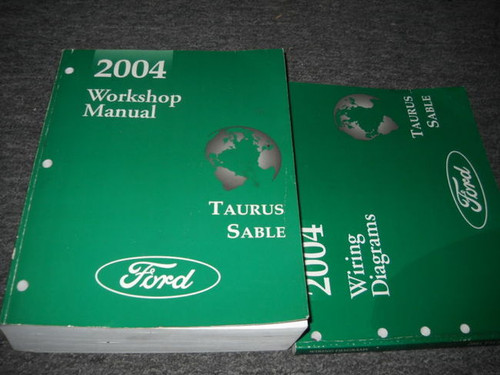 2004
Workshop
Manual
TAURUS
SABLE
Ford
2004
Wiring
Diagrams
TAURUS
SABLE
Ford